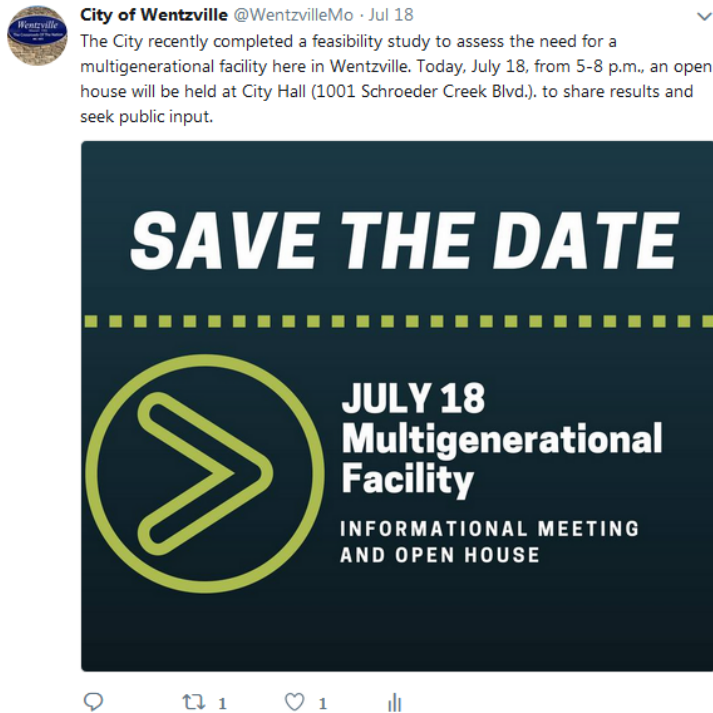 City of Wentzville @WentzvilleMo · Jul 18
The City recently completed a feasibility study to assess the need for a
multigenerational facility here in Wentzville. Today, July 18, from 5-8 p.m., an open
house will be held at City Hall (1001 Schroeder Creek Blvd.). to share results and
seek public input.
Wentzville
SAVE THE DATE
JULY 18
Multigenerational
Facility
INFORMATIONAL MEETING
AND OPEN HOUSE
1 1